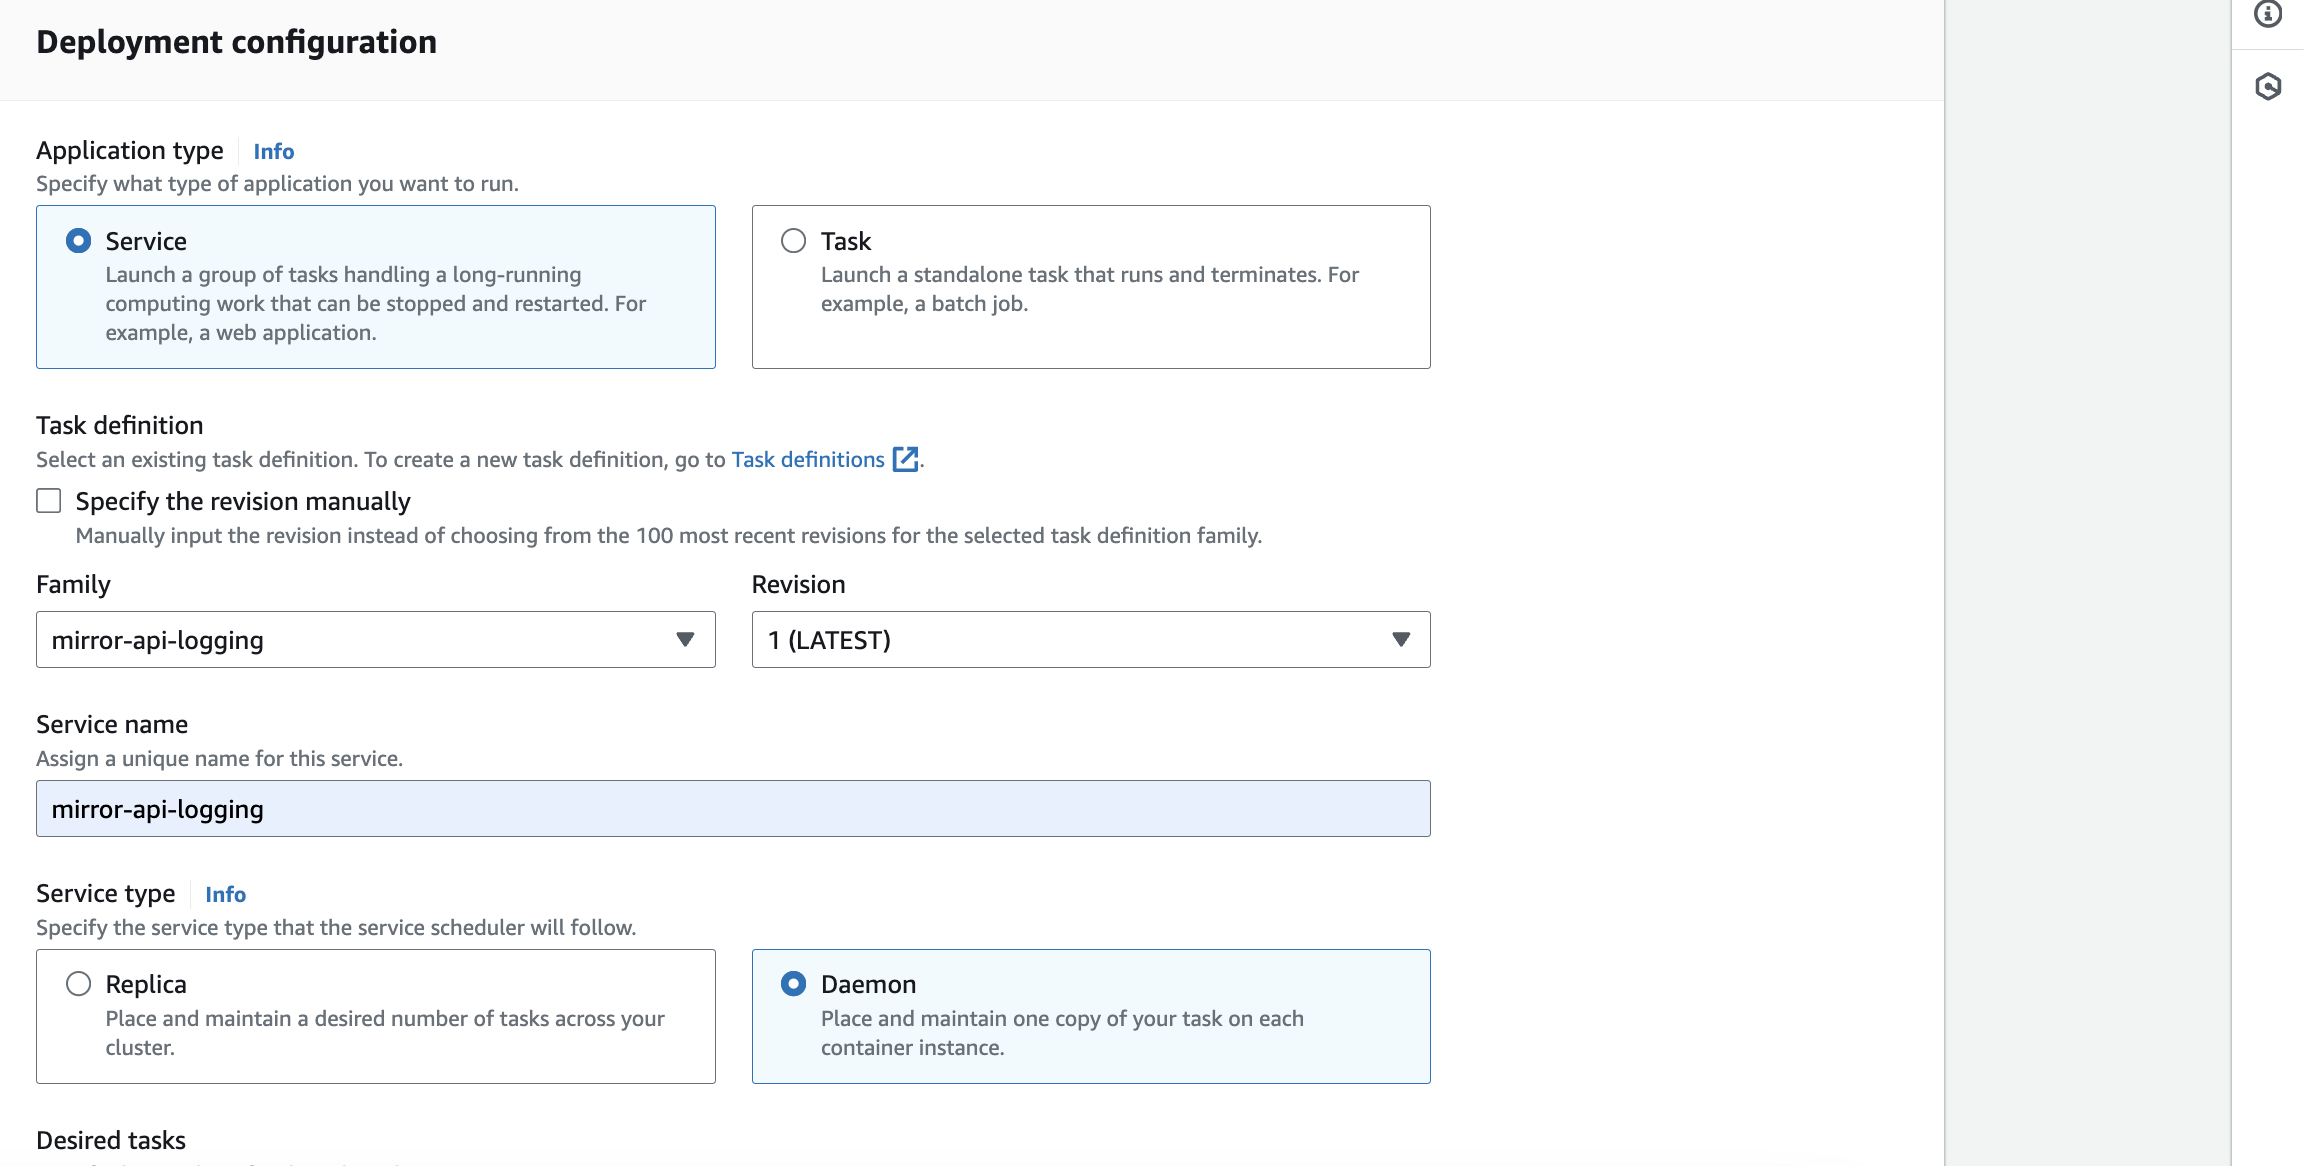 Deployment configuration
Application type Info
Specify what type of application you want to run.
Service
Launch a group of tasks handling a long-running
computing work that can be stopped and restarted. For
example, a web application.
Task
Launch a standalone task that runs and terminates. For
example, a batch job.
Task definition
Select an existing task definition. To create a new task definition, go to Task definitions.
Specify the revision manually
Manually input the revision instead of choosing from the 100 most recent revisions for the selected task definition family.
Family
mirror-api-logging
Revision
1 (LATEST)
Service name
Assign a unique name for this service.
mirror-api-logging
Service type Info
Specify the service type that the service scheduler will follow.
Replica
Place and maintain a desired number of tasks across your
cluster.
Daemon
Place and maintain one copy of your task on each
container instance.
Desired tasks